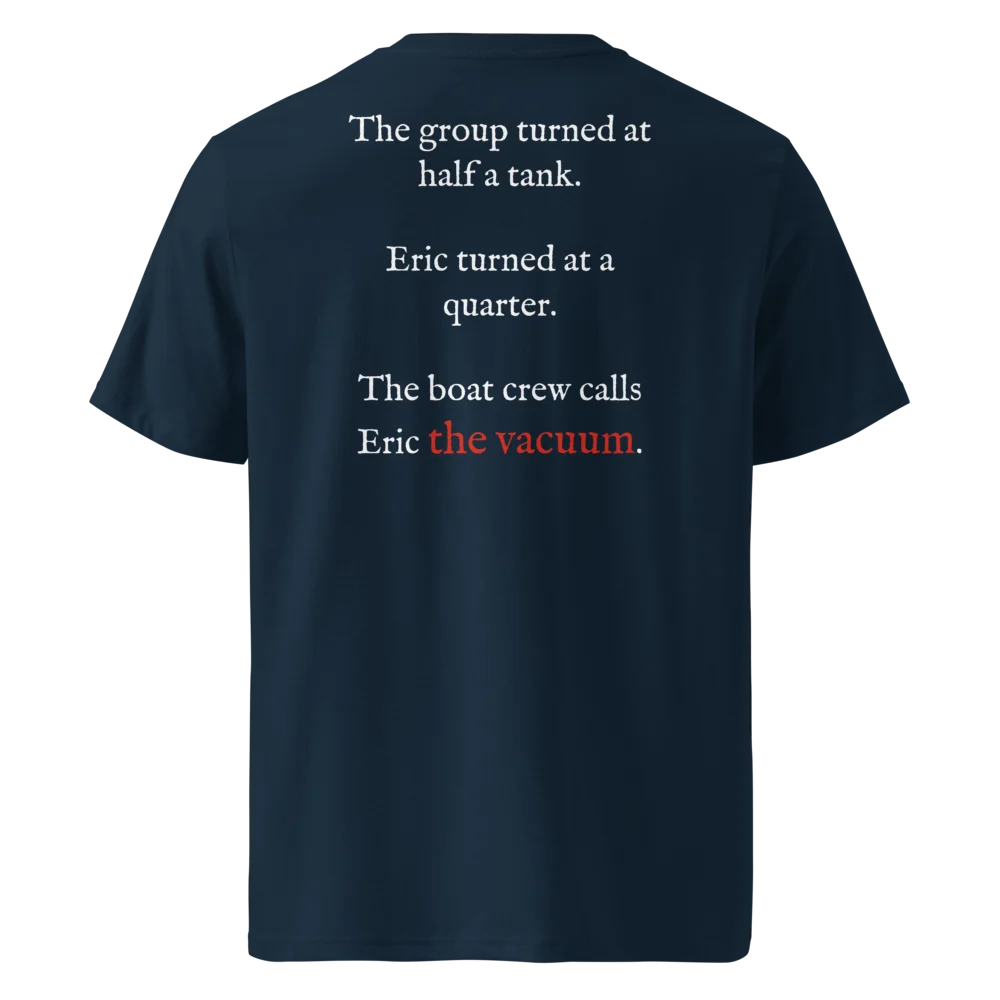 The group turned at
half a tank.
Eric turned at a
quarter.
The boat crew calls
Eric the vacuum.